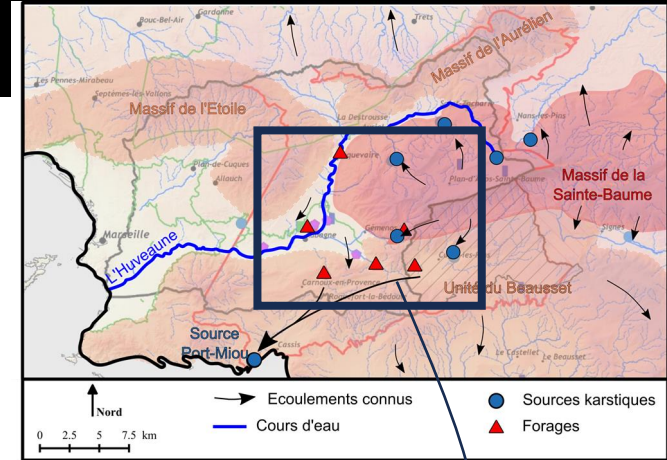 Gardanne
Bouc-Bel-Air
Trets
Massif de l'Aurélien
Les Pennes-Mirabeau
Septèmes-les-Vallons
Massif de l'Etoile
La Destrousse
Nans-les-Pins
Plan-de-Cuques
Allauch
Plan-d'Aups-Sainte-Baume
Massif de la
Sainte-Baume
Marseille
L'Huveaune
Signes
Carnoux-en-Provence
Roquefort-la-Bédoule
Unité du Beausset
Source
Port-Miou
Cassis
Le Castellet
Le Beausset
Nord
0 2.5 5 7.5 km
Ecoulements connus
Cours d'eau
Sources karstiques
Forages